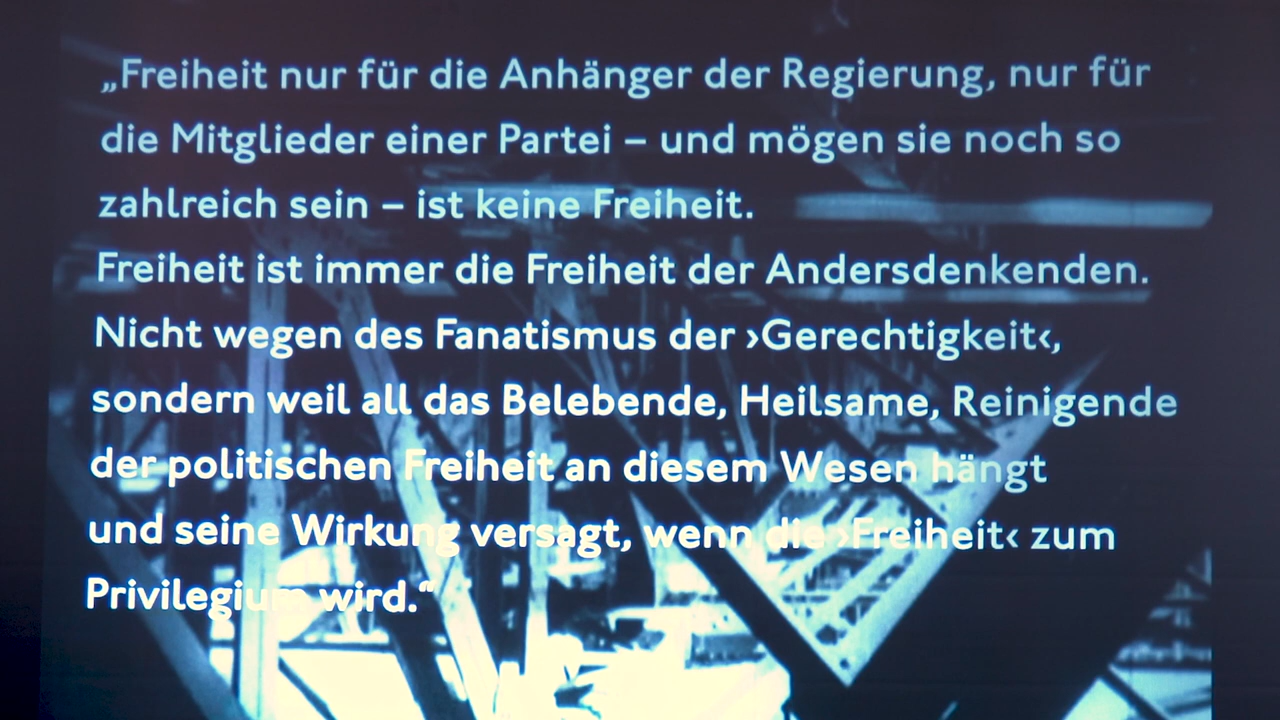 „Freiheit nur für die Anhänger der Regierung, nur für
die Mitglieder einer Partei – und mögen sie noch so
zahlreich sein – ist keine Freiheit.
Freiheit ist immer die Freiheit der Andersdenkenden.
Nicht wegen des Fanatismus der ›Gerechtigkeit‹,
sondern weil all das Belebende, Heilsame, Reinigende
der politischen Freiheit an diesem Wesen hängt
und seine Wirkung versagt, wenn die ›Freiheit‹ zum
Privilegium wird.“